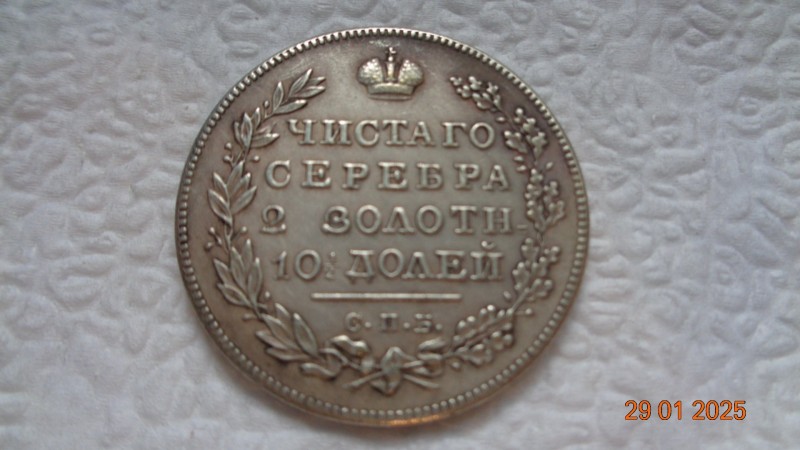 ЧИСТАГО
СЕРЕБРА
2 ЗОЛОТН.
10½ ДОЛЕЙ
С.П.Б.
29 01 2025